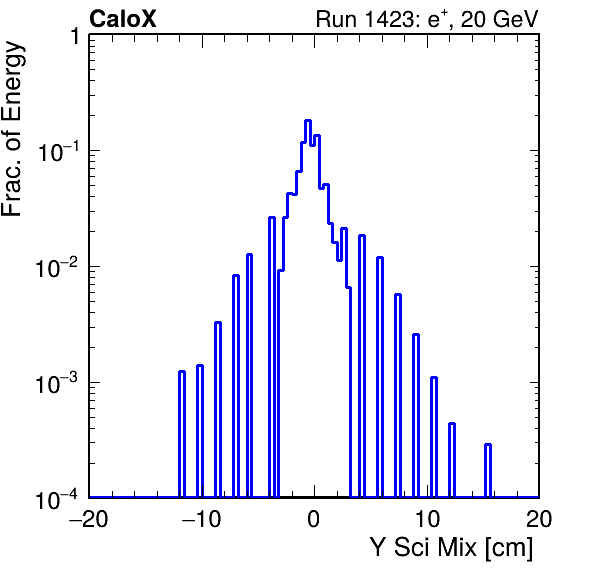 CaloX Run 1423: e⁺, 20 GeV
Frac. of Energy
1
10⁻¹
10⁻²
10⁻³
10⁻⁴
−20 −10 0 10 20
Y Sci Mix [cm]